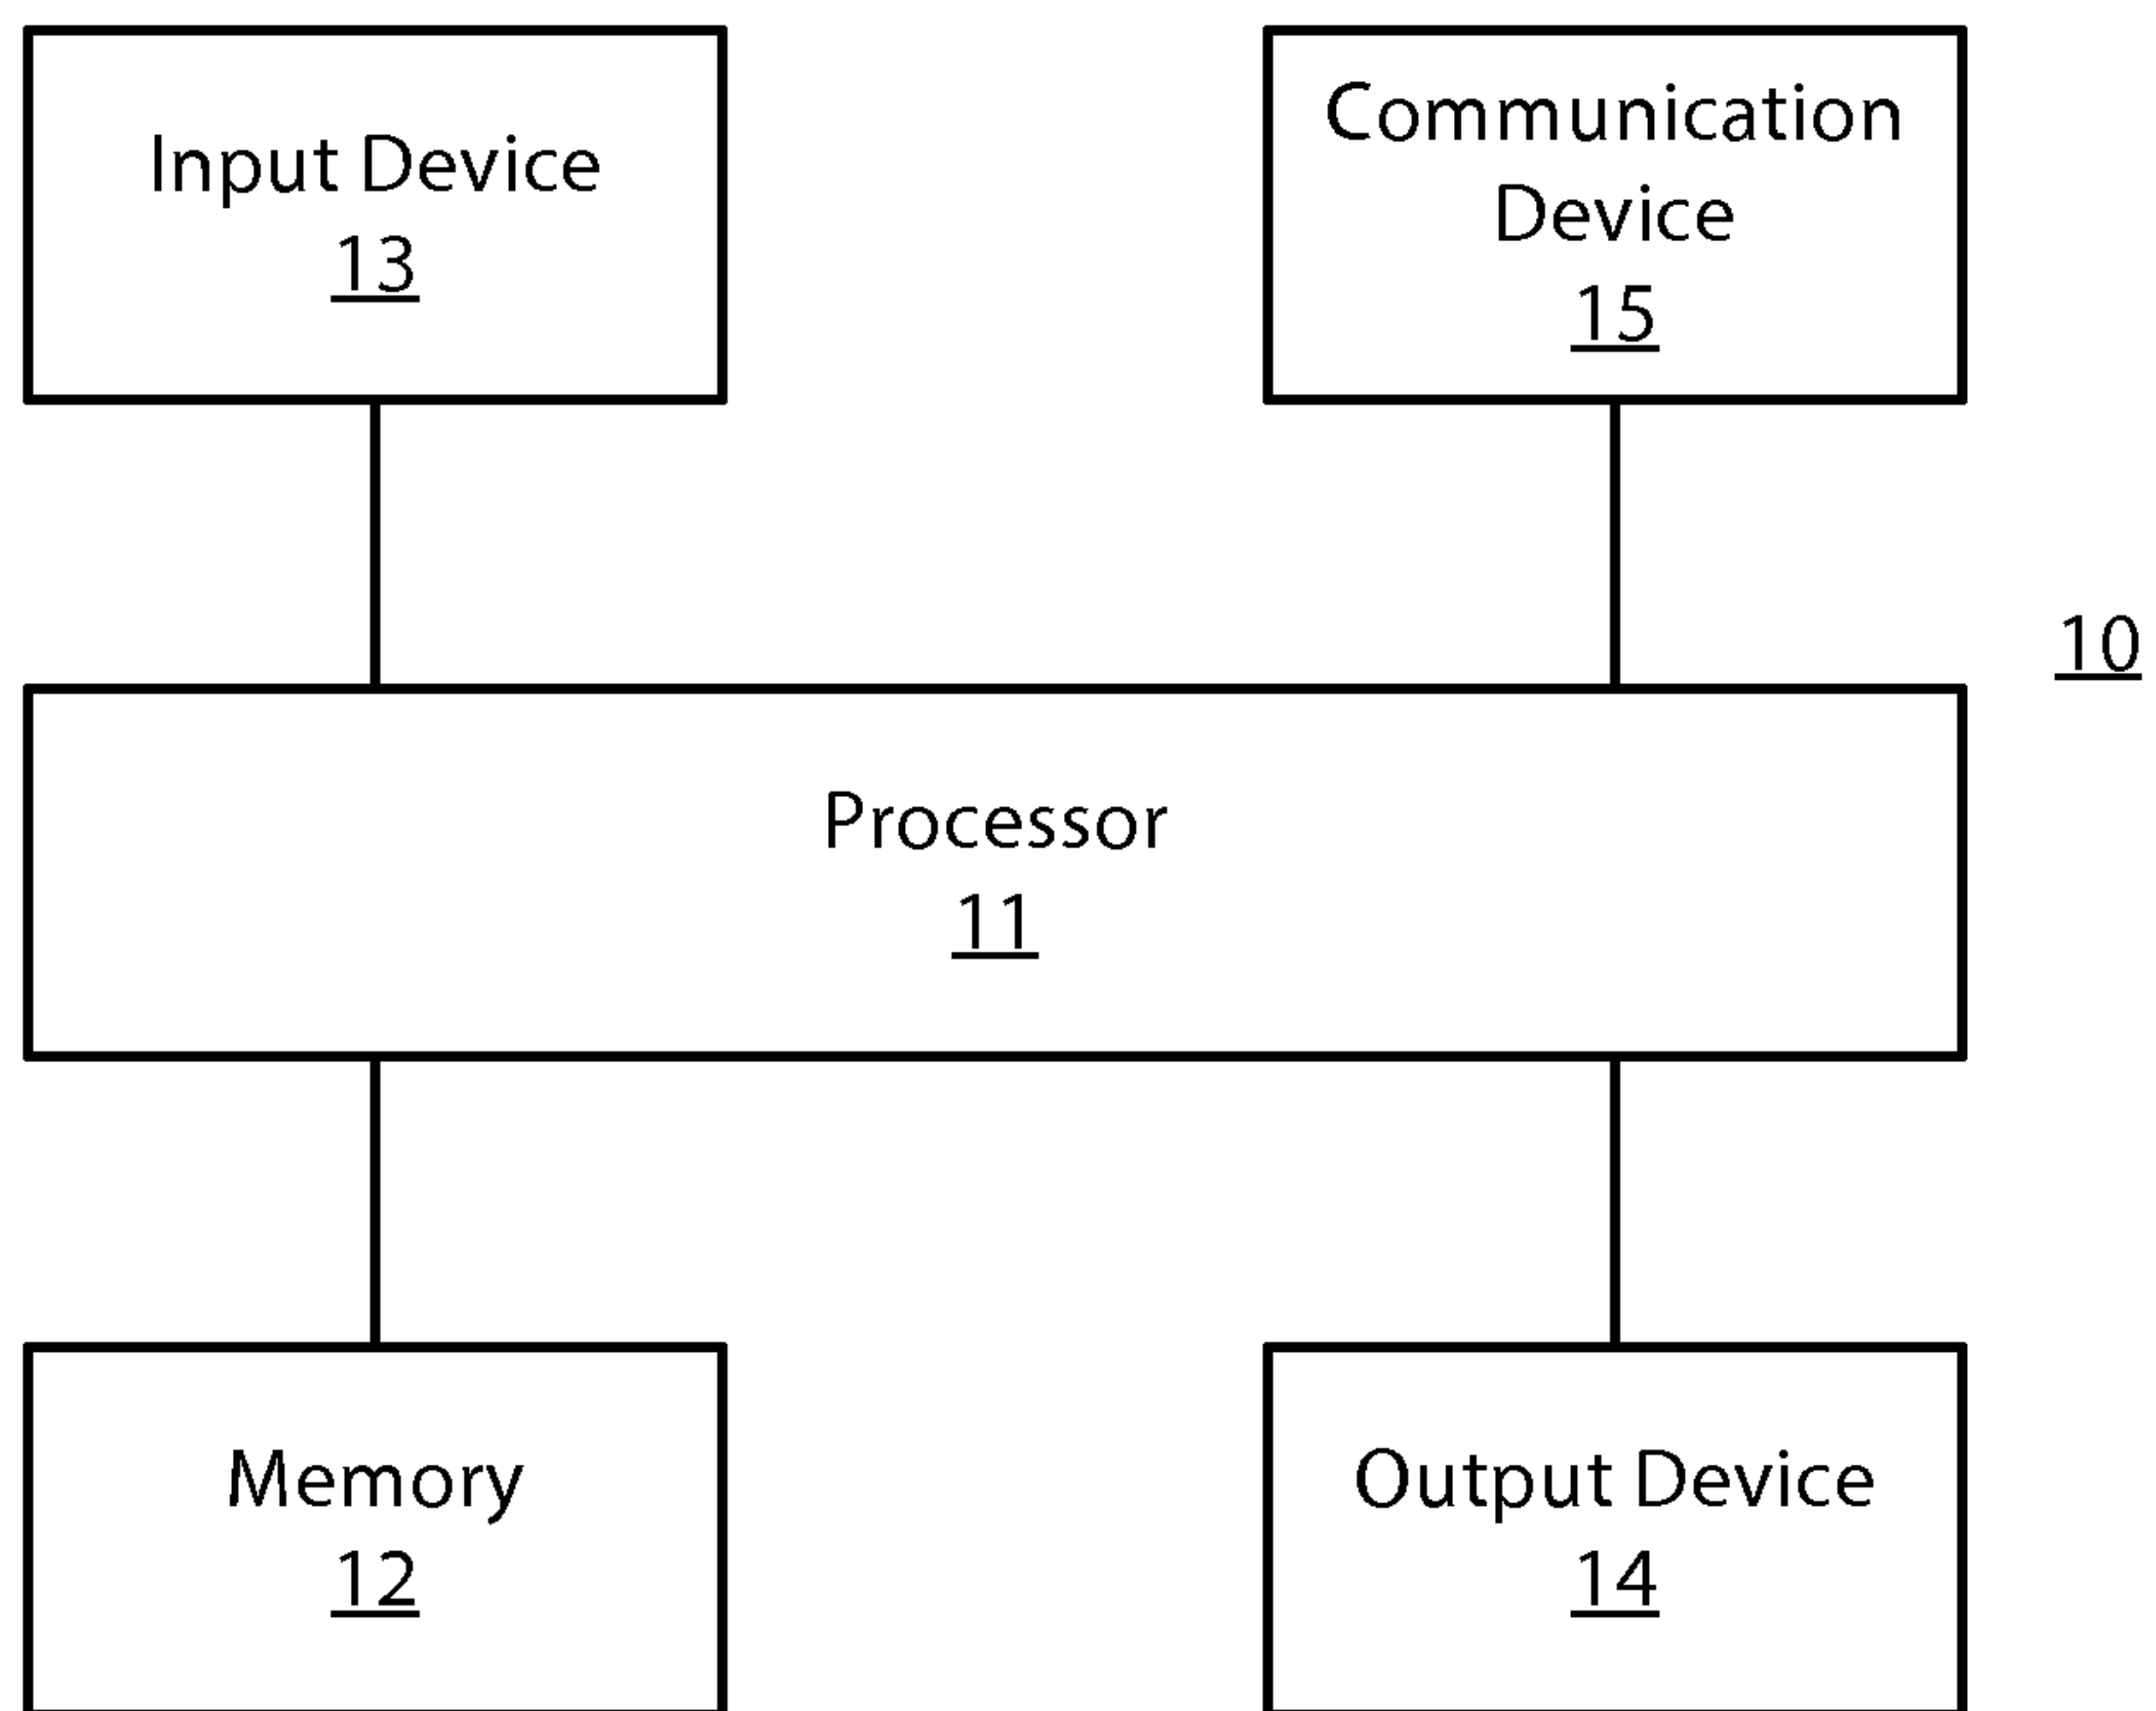 Input Device
13
Communication
Device
15
10
Processor
11
Memory
12
Output Device
14